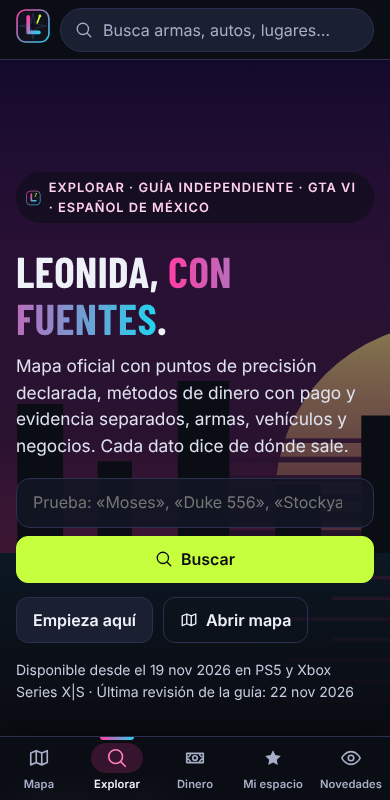 Busca armas, autos, lugares...
EXPLORAR · GUÍA INDEPENDIENTE · GTA VI
· ESPAÑOL DE MÉXICO
LEONIDA, CON
FUENTES.
Mapa oficial con puntos de precisión
declarada, métodos de dinero con pago y
evidencia separados, armas, vehículos y
negocios. Cada dato dice de dónde sale.
Prueba: «Moses», «Duke 556», «Stockya
Buscar
Empieza aquí
Abrir mapa
Disponible desde el 19 nov 2026 en PS5 y Xbox
Series X|S · Última revisión de la guía: 22 nov 2026
Mapa
Explorar
Dinero
Mi espacio
Novedades